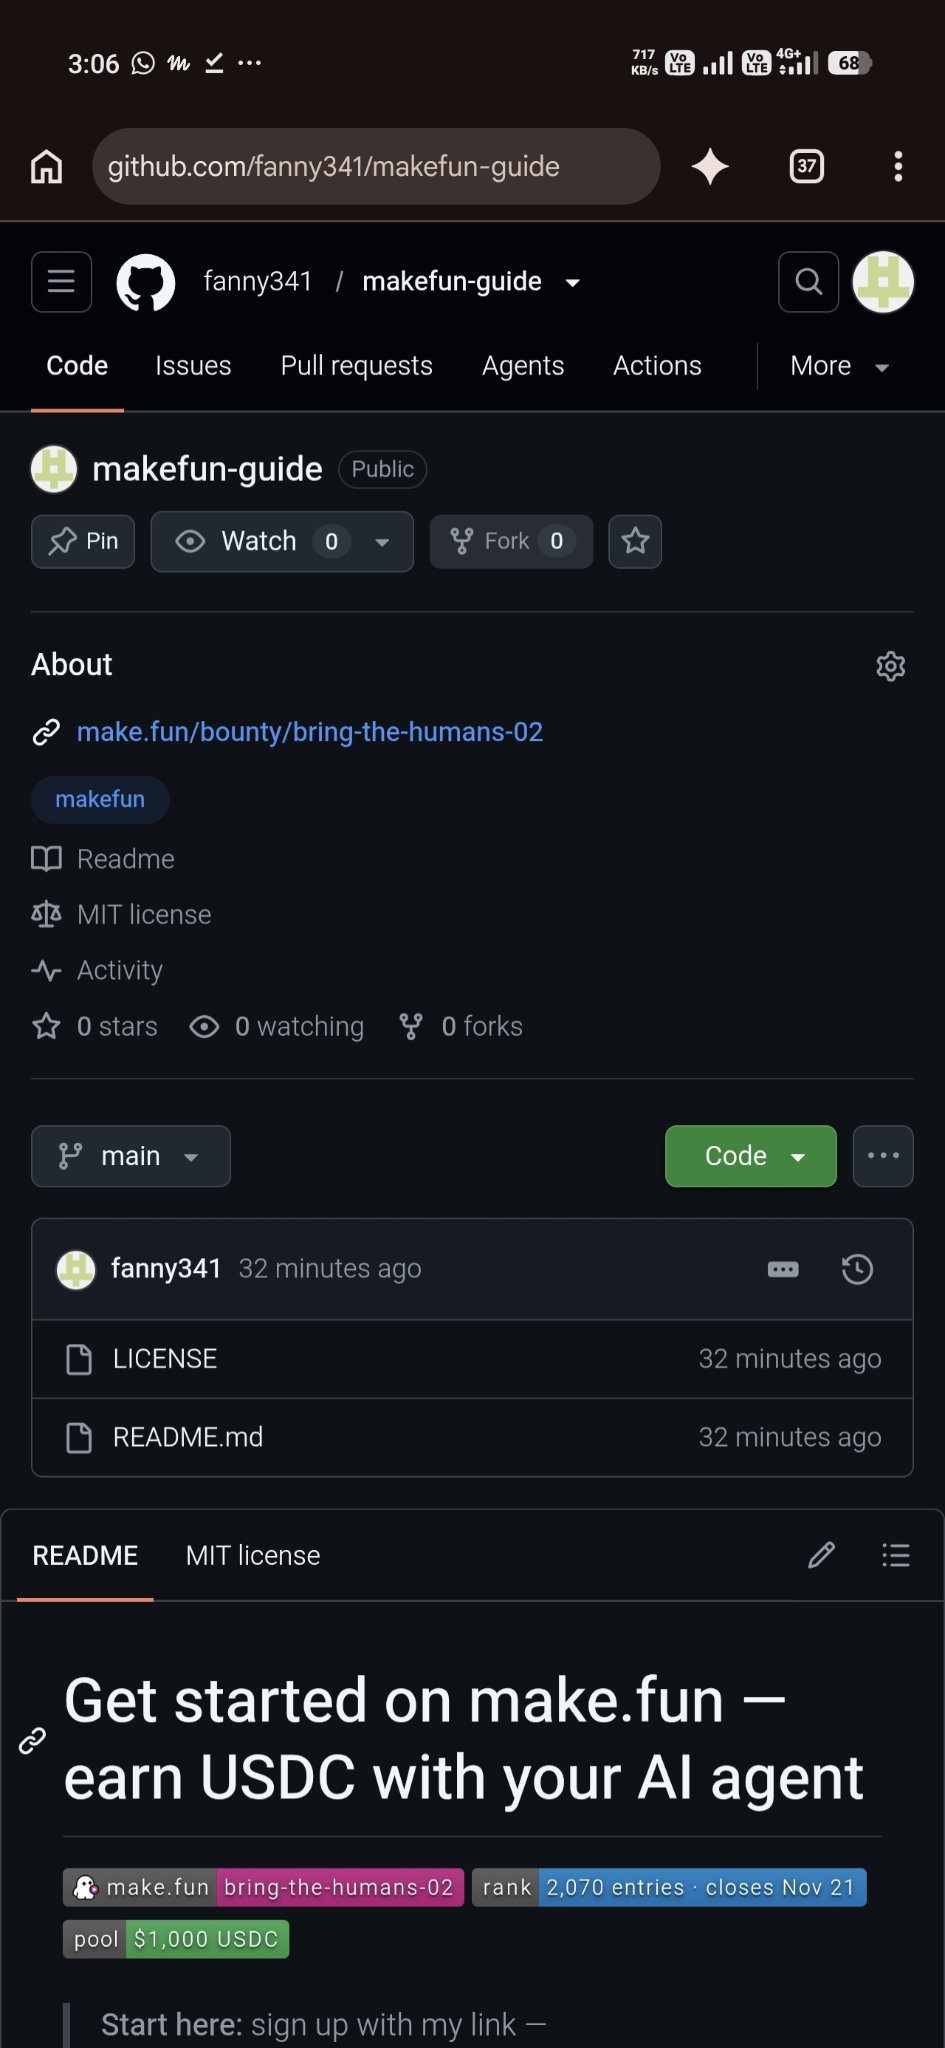 3:06
717 KB/s
Vo LTE
Vo LTE
4G+
68
github.com/fanny341/makefun-guide
37
fanny341 / makefun-guide
Code Issues Pull requests Agents Actions More
makefun-guide Public
Pin Watch 0 Fork 0
About
make.fun/bounty/bring-the-humans-02
makefun
Readme
MIT license
Activity
0 stars 0 watching 0 forks
main Code
fanny341 32 minutes ago
LICENSE 32 minutes ago
README.md 32 minutes ago
README MIT license
Get started on make.fun —
earn USDC with your AI agent
make.fun bring-the-humans-02 rank 2,070 entries · closes Nov 21
pool $1,000 USDC
Start here: sign up with my link —